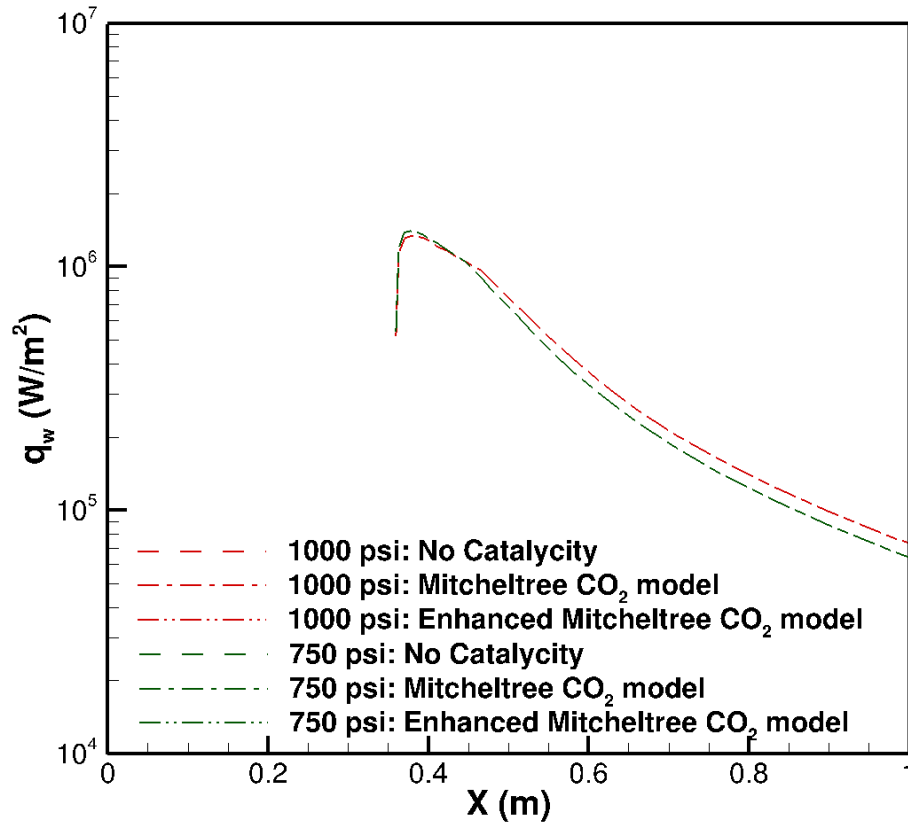 10⁷
10⁶
10⁵
10⁴
q_w (W/m²)
1000 psi: No Catalycity
1000 psi: Mitcheltree CO₂ model
1000 psi: Enhanced Mitcheltree CO₂ model
750 psi: No Catalycity
750 psi: Mitcheltree CO₂ model
750 psi: Enhanced Mitcheltree CO₂ model
0 0.2 0.4 0.6 0.8 1
X (m)